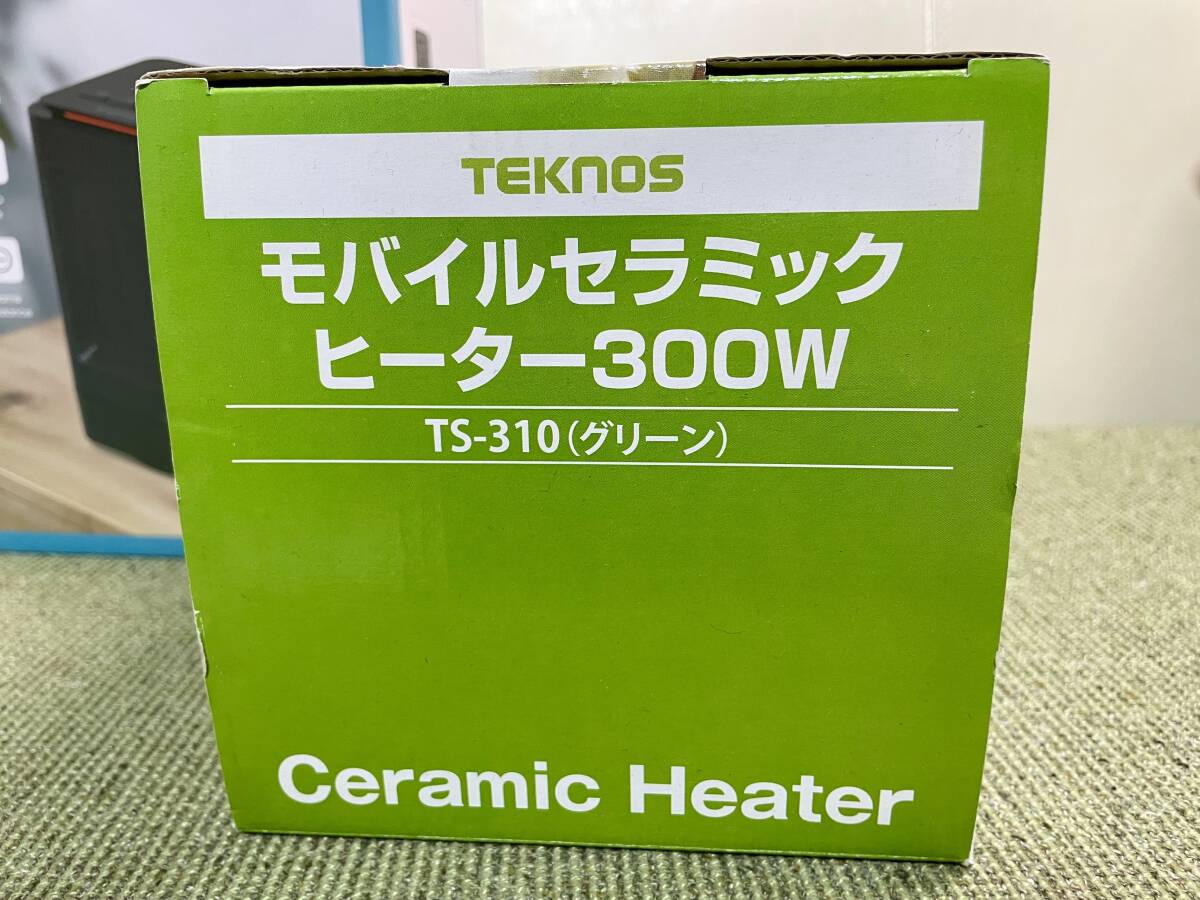 TEKNOS
モバイルセラミック
ヒーター300W
TS-310(グリーン)
Ceramic Heater